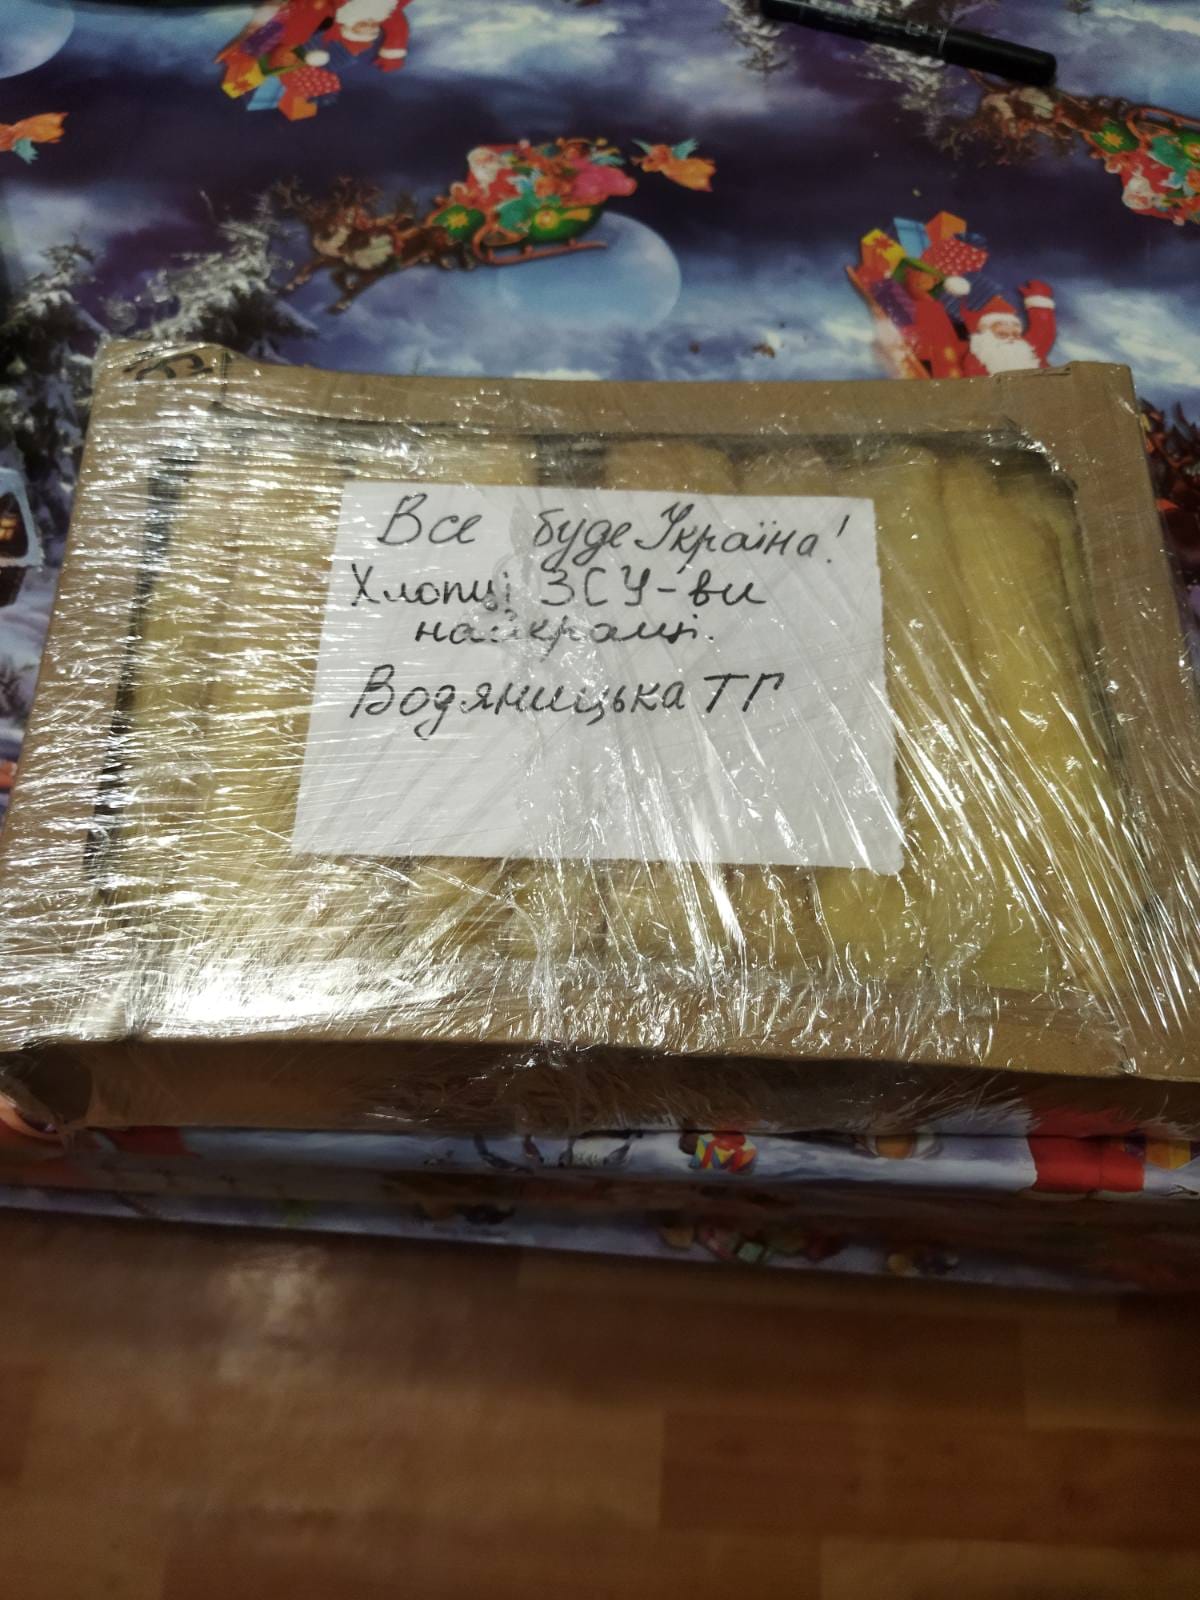 Все буде Україна!
Хлопці ЗСУ-ви
найкращі.
Водяницька ТГ